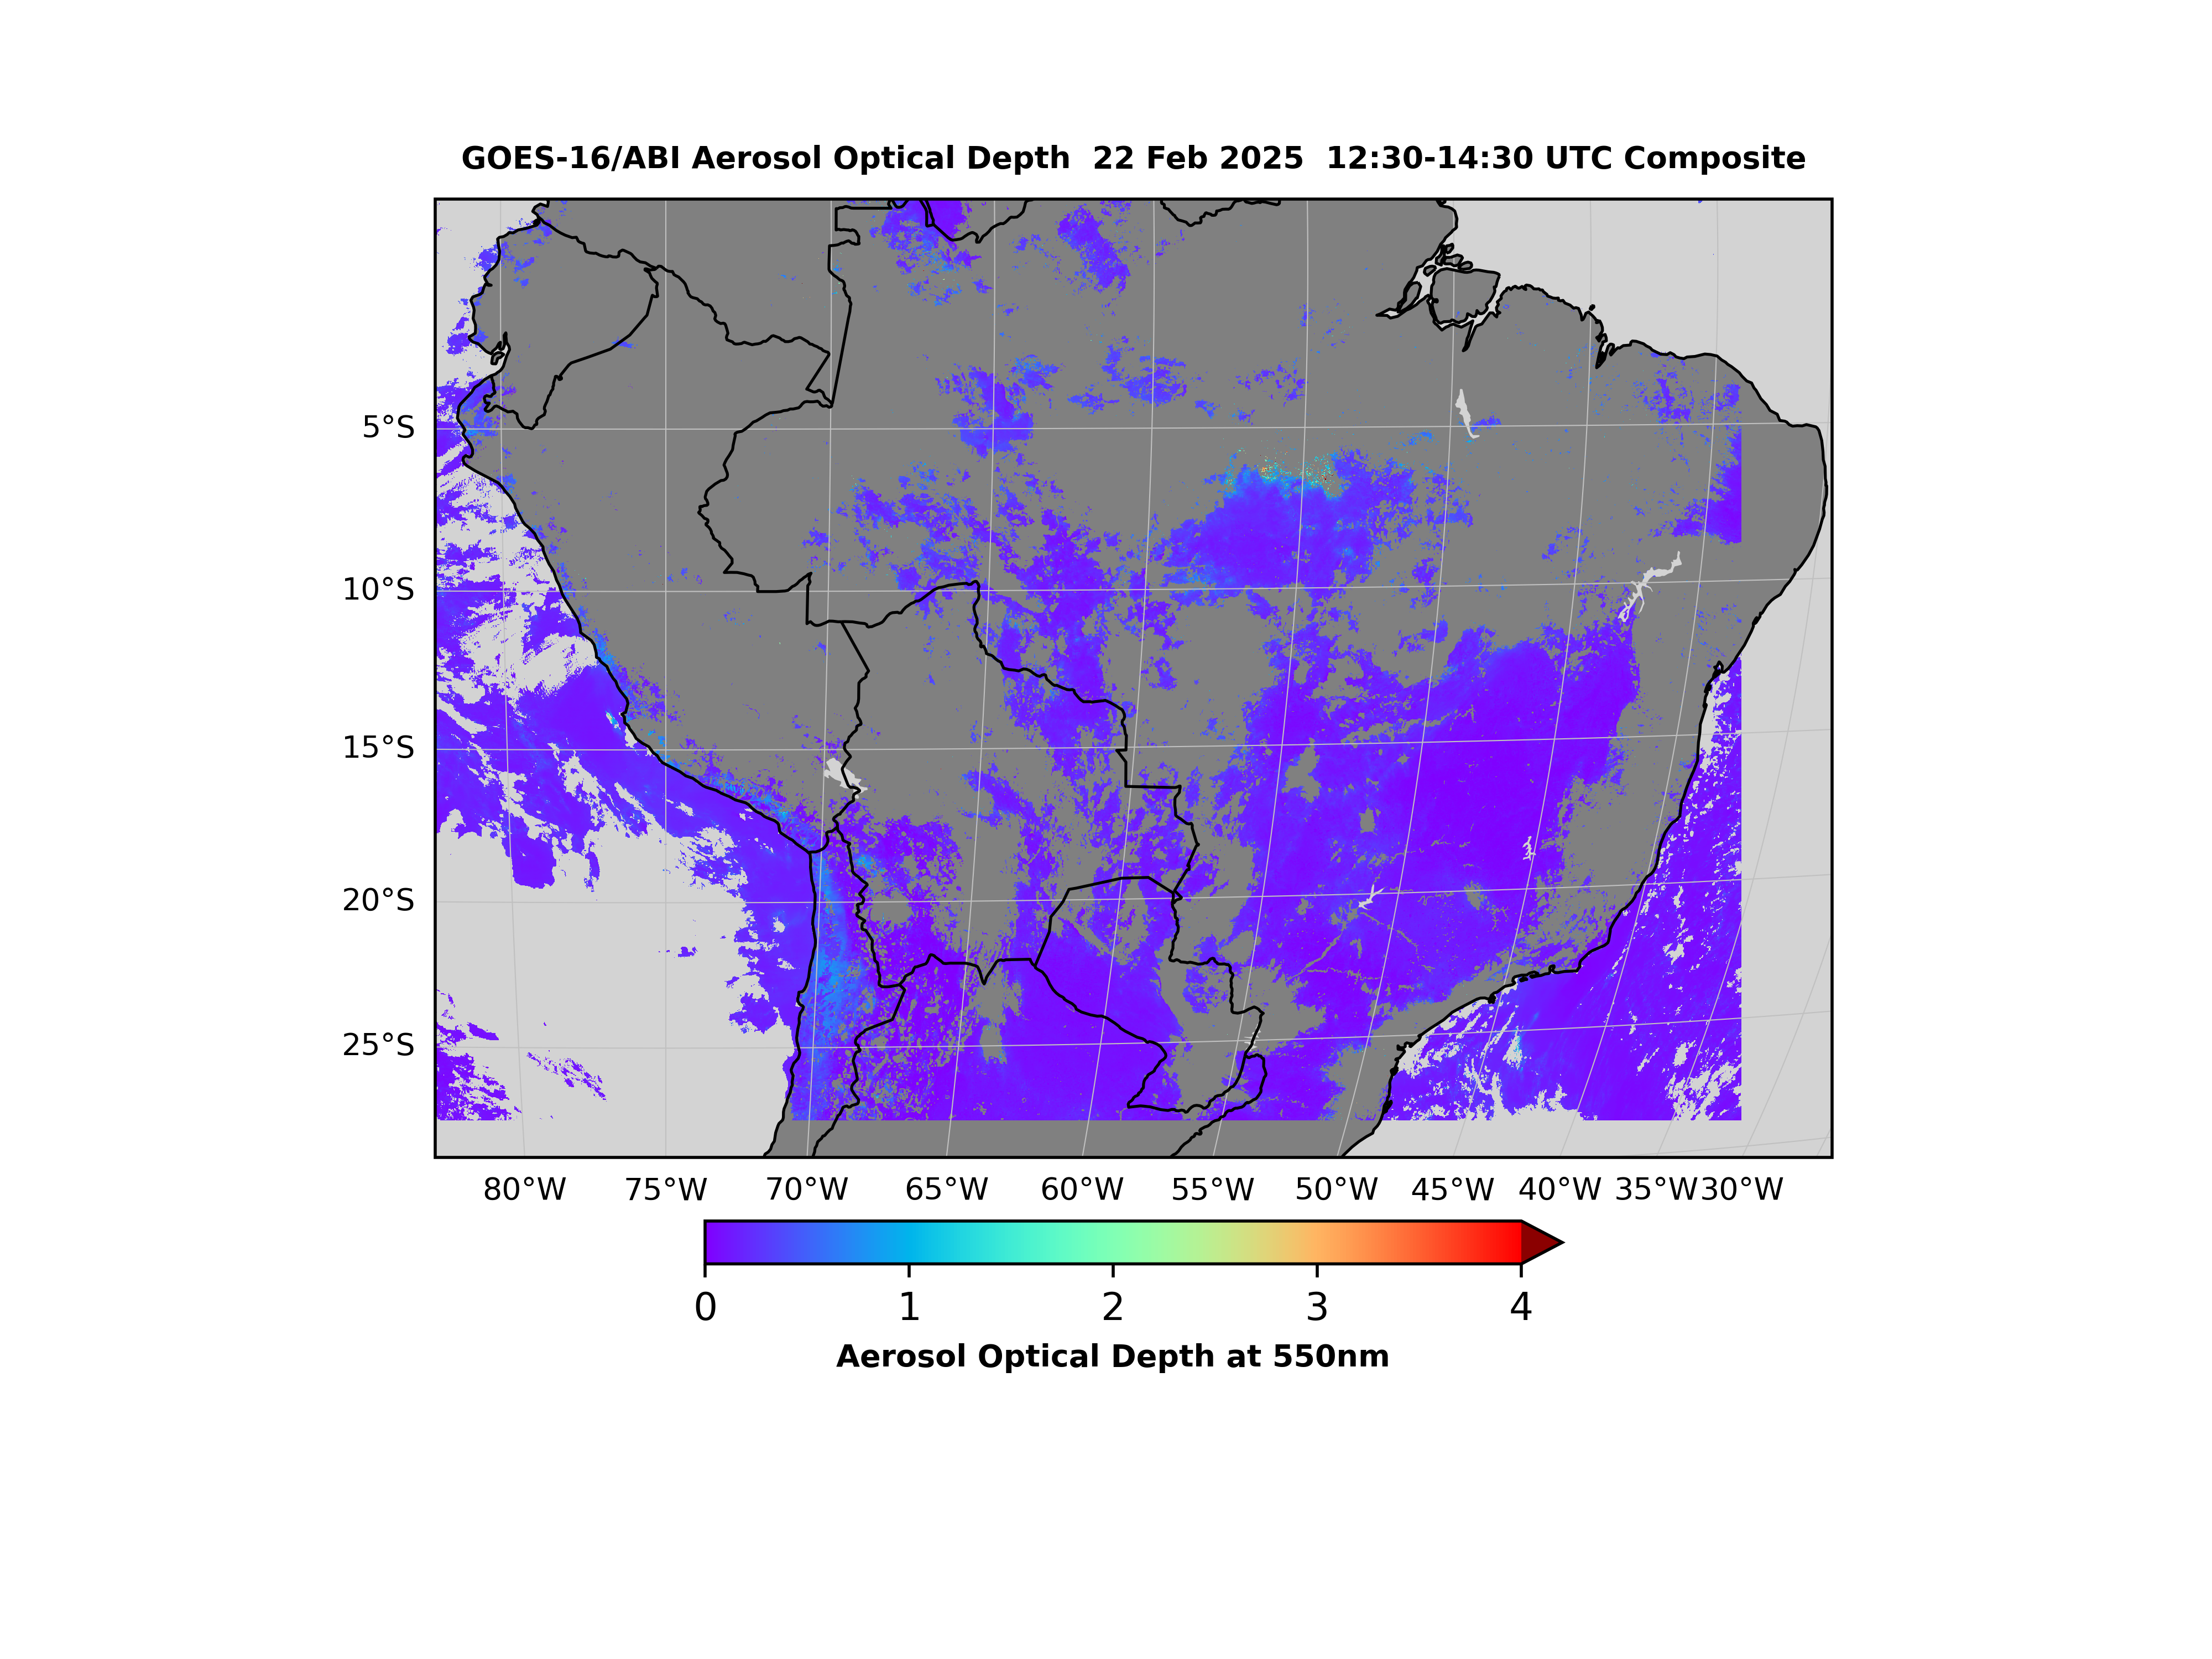 GOES-16/ABI Aerosol Optical Depth  22 Feb 2025  12:30-14:30 UTC Composite
5°S
10°S
15°S
20°S
25°S
80°W 75°W 70°W 65°W 60°W 55°W 50°W 45°W 40°W 35°W 30°W
0 1 2 3 4
Aerosol Optical Depth at 550nm